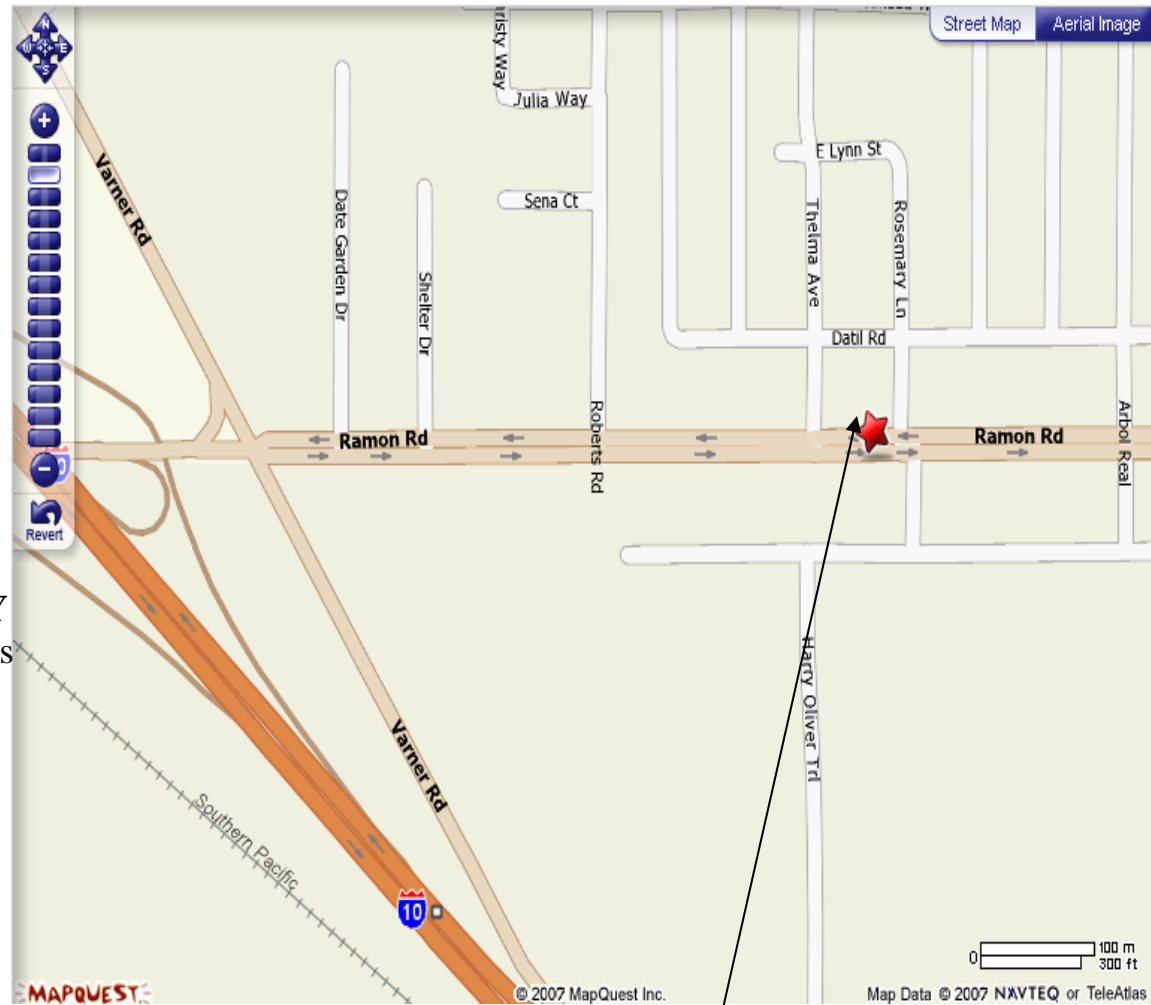 Street Map
Aerial Image
N
W
E
S
risty Way
Julia Way
E Lynn St
Varner Rd
Date Garden Dr
Sena Ct
Thelma Ave
Rosemary Ln
Shelter Dr
Datil Rd
Roberts Rd
Arbol Real
Ramon Rd
Ramon Rd
Revert
Y
s
Harry Oliver Trl
Varner Rd
Southern Pacific
10
0
100 m
300 ft
MAPQUEST
© 2007 MapQuest Inc.
Map Data © 2007 NAVTEQ or TeleAtlas